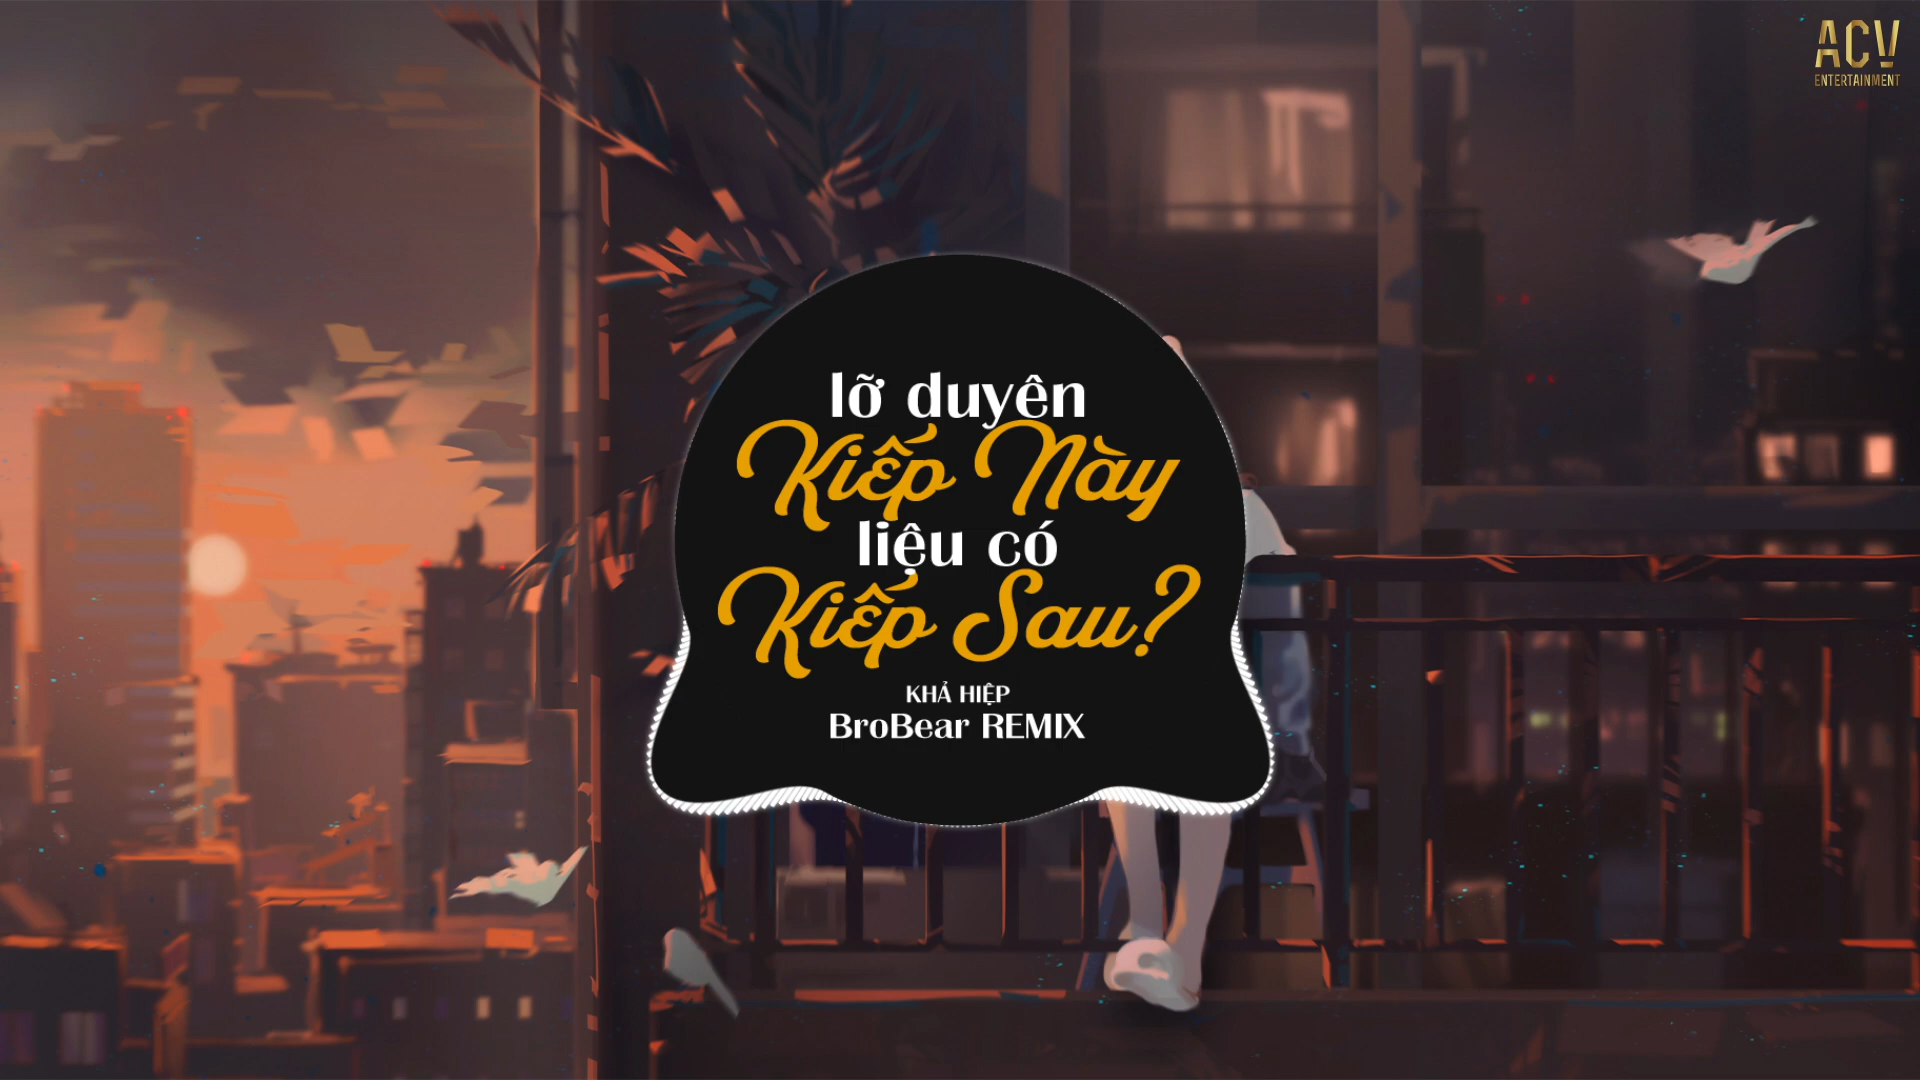 ACV
ENTERTAINMENT
lỡ duyên
Kiếp Này
liệu có
Kiếp Sau?
KHẢ HIỆP
BroBear REMIX